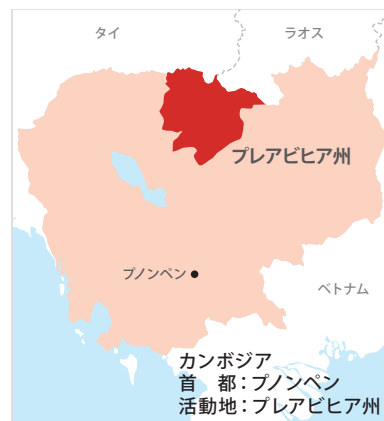 タイ
ラオス
プレアビヒア州
プノンペン
ベトナム
カンボジア
首　都：プノンペン
活動地：プレアビヒア州